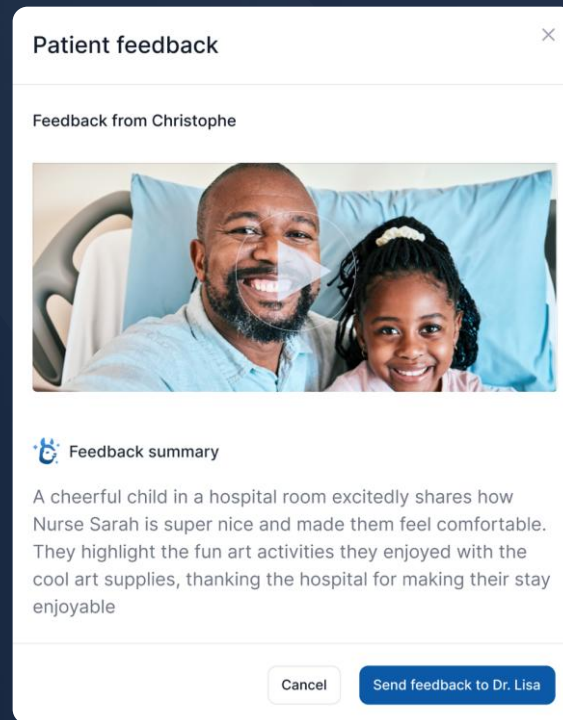 Patient feedback
Feedback from Christophe
Feedback summary
A cheerful child in a hospital room excitedly shares how
Nurse Sarah is super nice and made them feel comfortable.
They highlight the fun art activities they enjoyed with the
cool art supplies, thanking the hospital for making their stay
enjoyable
Cancel
Send feedback to Dr. Lisa